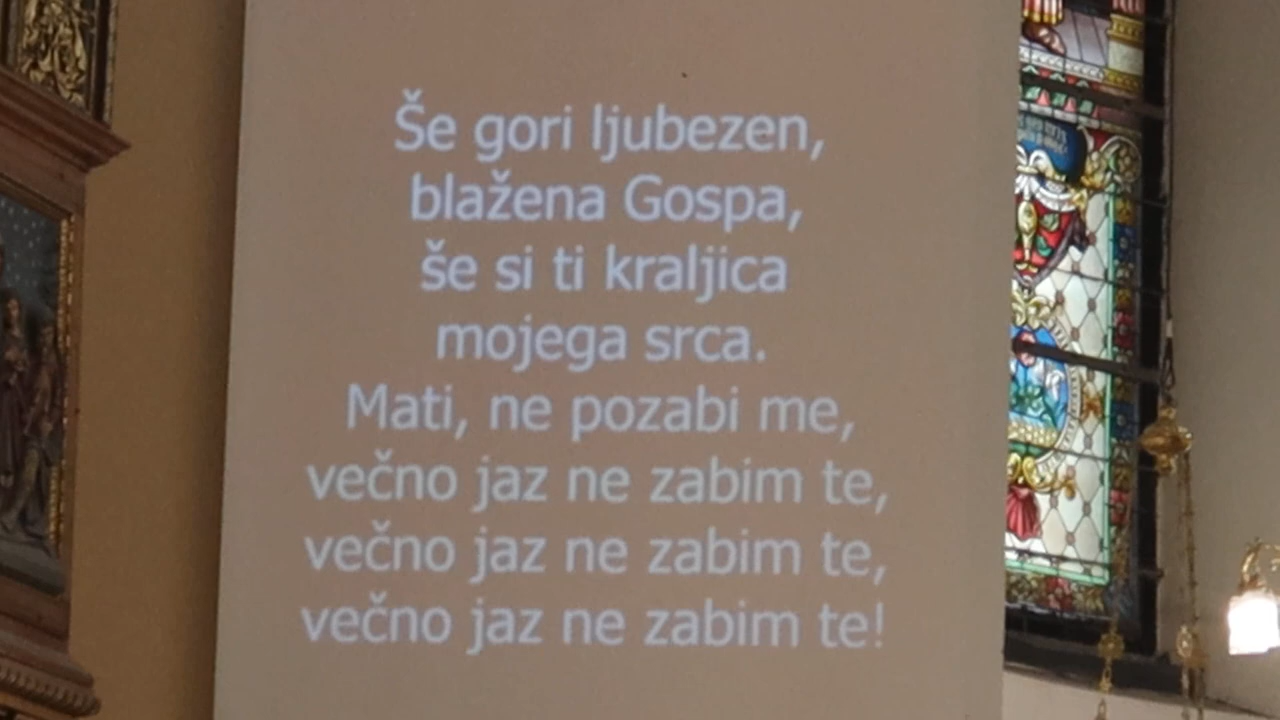 Še gori ljubezen,
blažena Gospa,
še si ti kraljica
mojega srca.
Mati, ne pozabi me,
večno jaz ne zabim te,
večno jaz ne zabim te,
večno jaz ne zabim te!